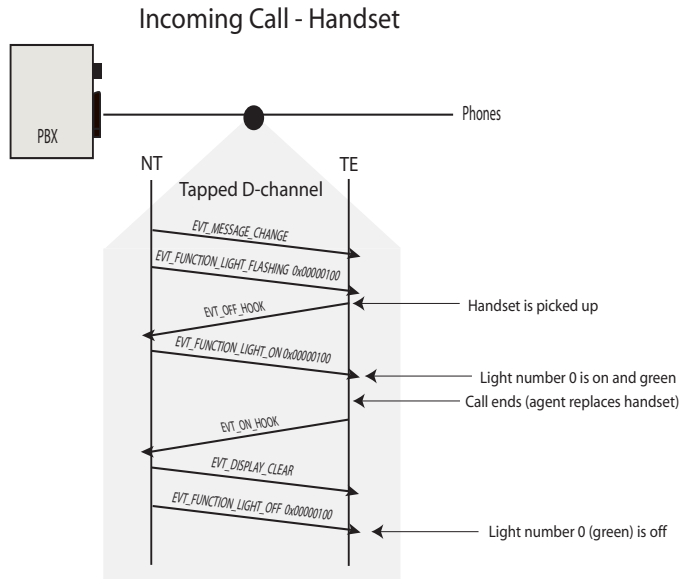 Incoming Call - Handset
PBX
Phones
NT
TE
Tapped D-channel
EVT_MESSAGE_CHANGE
EVT_FUNCTION_LIGHT_FLASHING 0x00000100
Handset is picked up
EVT_OFF_HOOK
EVT_FUNCTION_LIGHT_ON 0x00000100
Light number 0 is on and green
Call ends (agent replaces handset)
EVT_ON_HOOK
EVT_DISPLAY_CLEAR
EVT_FUNCTION_LIGHT_OFF 0x00000100
Light number 0 (green) is off